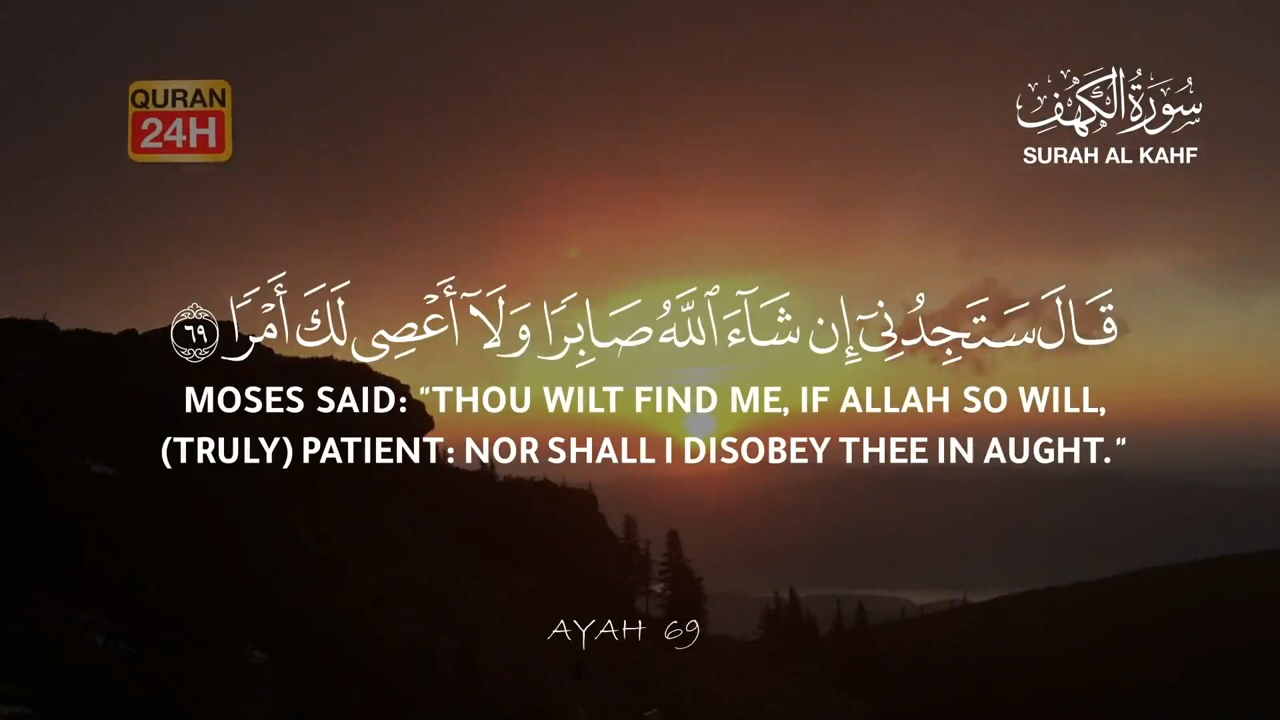 QURAN
24H
سُورَةُ الكَهْفِ
SURAH AL KAHF
قَالَ سَتَجِدُنِىٓ إِن شَآءَ ٱللَّهُ صَابِرًا وَلَآ أَعْصِى لَكَ أَمْرًا ٦٩
MOSES SAID: "THOU WILT FIND ME, IF ALLAH SO WILL,
(TRULY) PATIENT: NOR SHALL I DISOBEY THEE IN AUGHT."
AYAH 69